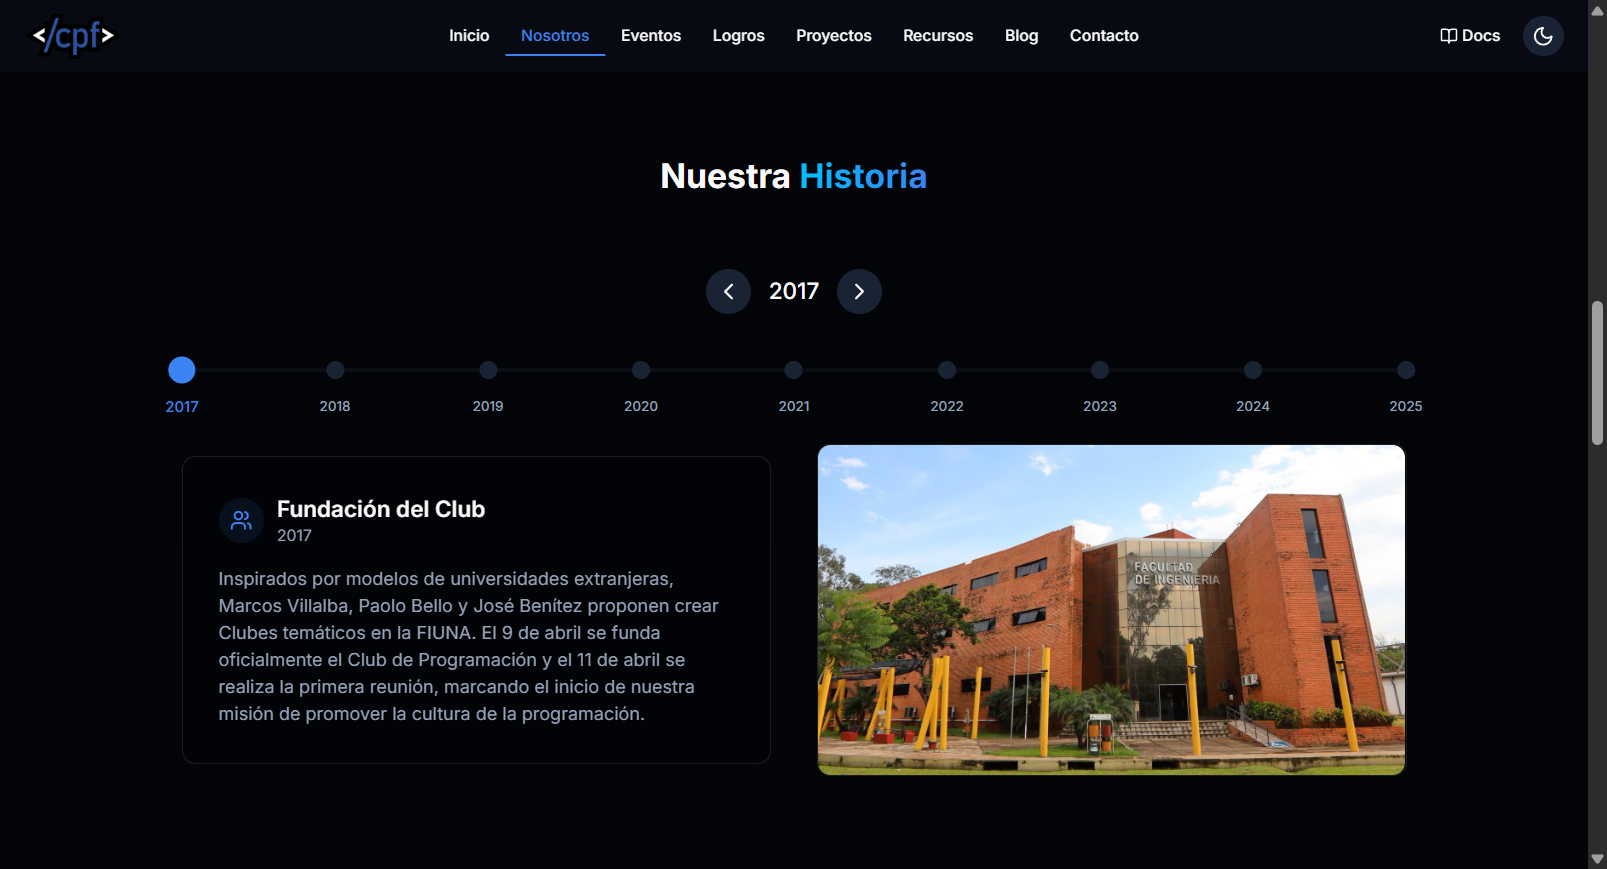 </cpf>
Inicio
Nosotros
Eventos
Logros
Proyectos
Recursos
Blog
Contacto
Docs
Nuestra Historia
2017
2017
2018
2019
2020
2021
2022
2023
2024
2025
Fundación del Club
2017
Inspirados por modelos de universidades extranjeras,
Marcos Villalba, Paolo Bello y José Benítez proponen crear
Clubes temáticos en la FIUNA. El 9 de abril se funda
oficialmente el Club de Programación y el 11 de abril se
realiza la primera reunión, marcando el inicio de nuestra
misión de promover la cultura de la programación.
FACULTAD
DE INGENIERIA